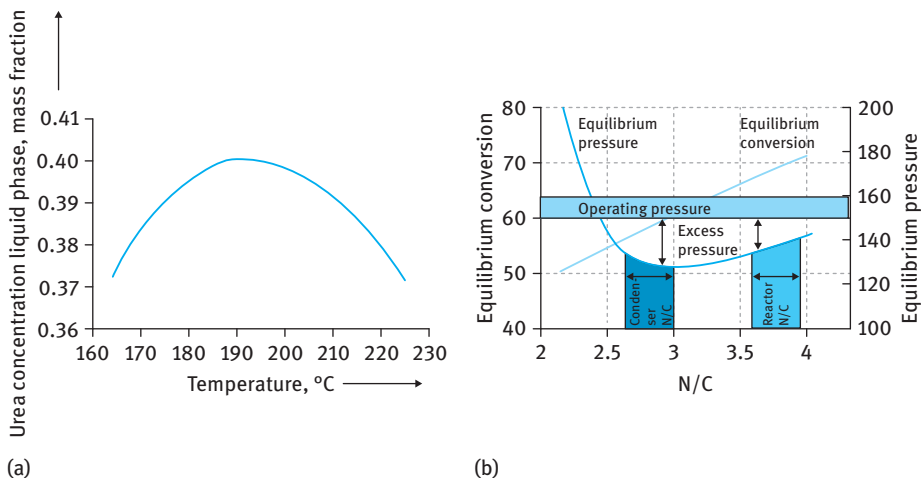 Urea concentration liquid phase, mass fraction
0.41
0.40
0.39
0.38
0.37
0.36
160 170 180 190 200 210 220 230
Temperature, °C
(a)
Equilibrium conversion
80
70
60
50
40
Equilibrium
pressure
Equilibrium
conversion
Operating pressure
Excess
pressure
Conden-
ser
N/C
Reactor
N/C
200
180
160
140
120
100
Equilibrium pressure
2 2.5 3 3.5 4
N/C
(b)